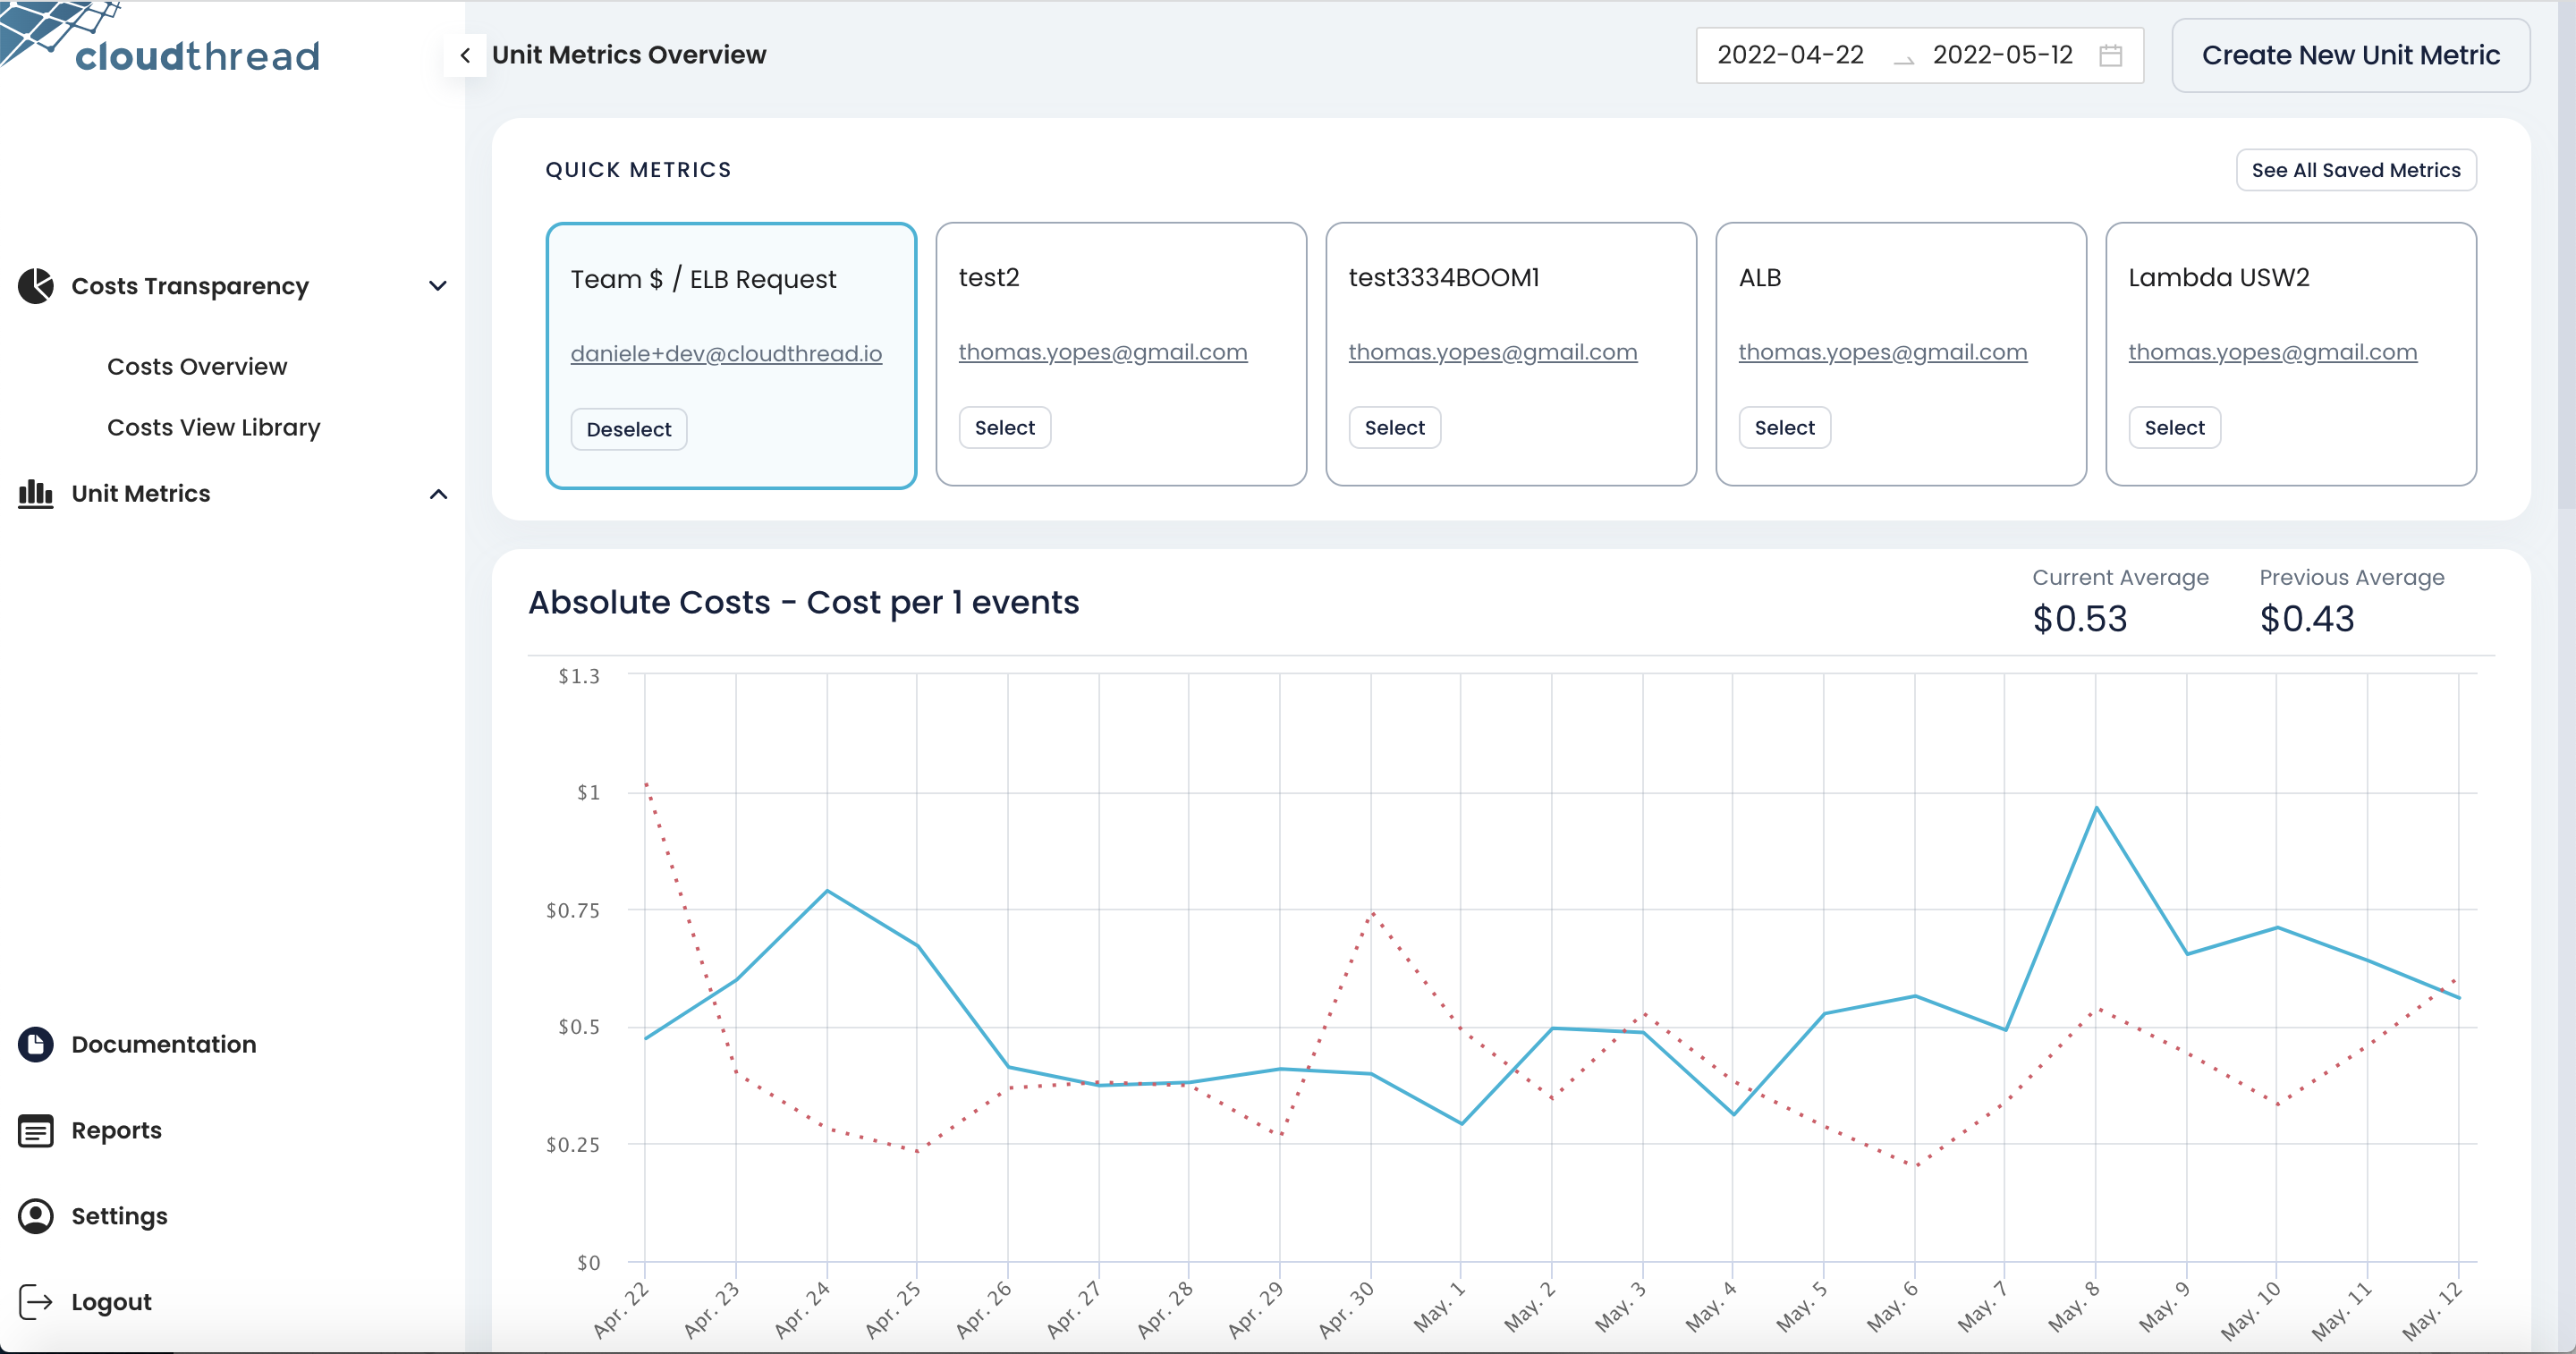 cloudthread
Unit Metrics Overview
2022-04-22
2022-05-12
Create New Unit Metric
Costs Transparency
Costs Overview
Costs View Library
Unit Metrics
Documentation
Reports
Settings
Logout
QUICK METRICS
See All Saved Metrics
Team $ / ELB Request
daniele+dev@cloudthread.io
Deselect
test2
thomas.yopes@gmail.com
Select
test3334BOOM1
thomas.yopes@gmail.com
Select
ALB
thomas.yopes@gmail.com
Select
Lambda USW2
thomas.yopes@gmail.com
Select
Absolute Costs - Cost per 1 events
Current Average
$0.53
Previous Average
$0.43
$1.3
$1
$0.75
$0.5
$0.25
$0
Apr. 22
Apr. 23
Apr. 24
Apr. 25
Apr. 26
Apr. 27
Apr. 28
Apr. 29
Apr. 30
May. 1
May. 2
May. 3
May. 4
May. 5
May. 6
May. 7
May. 8
May. 9
May. 10
May. 11
May. 12